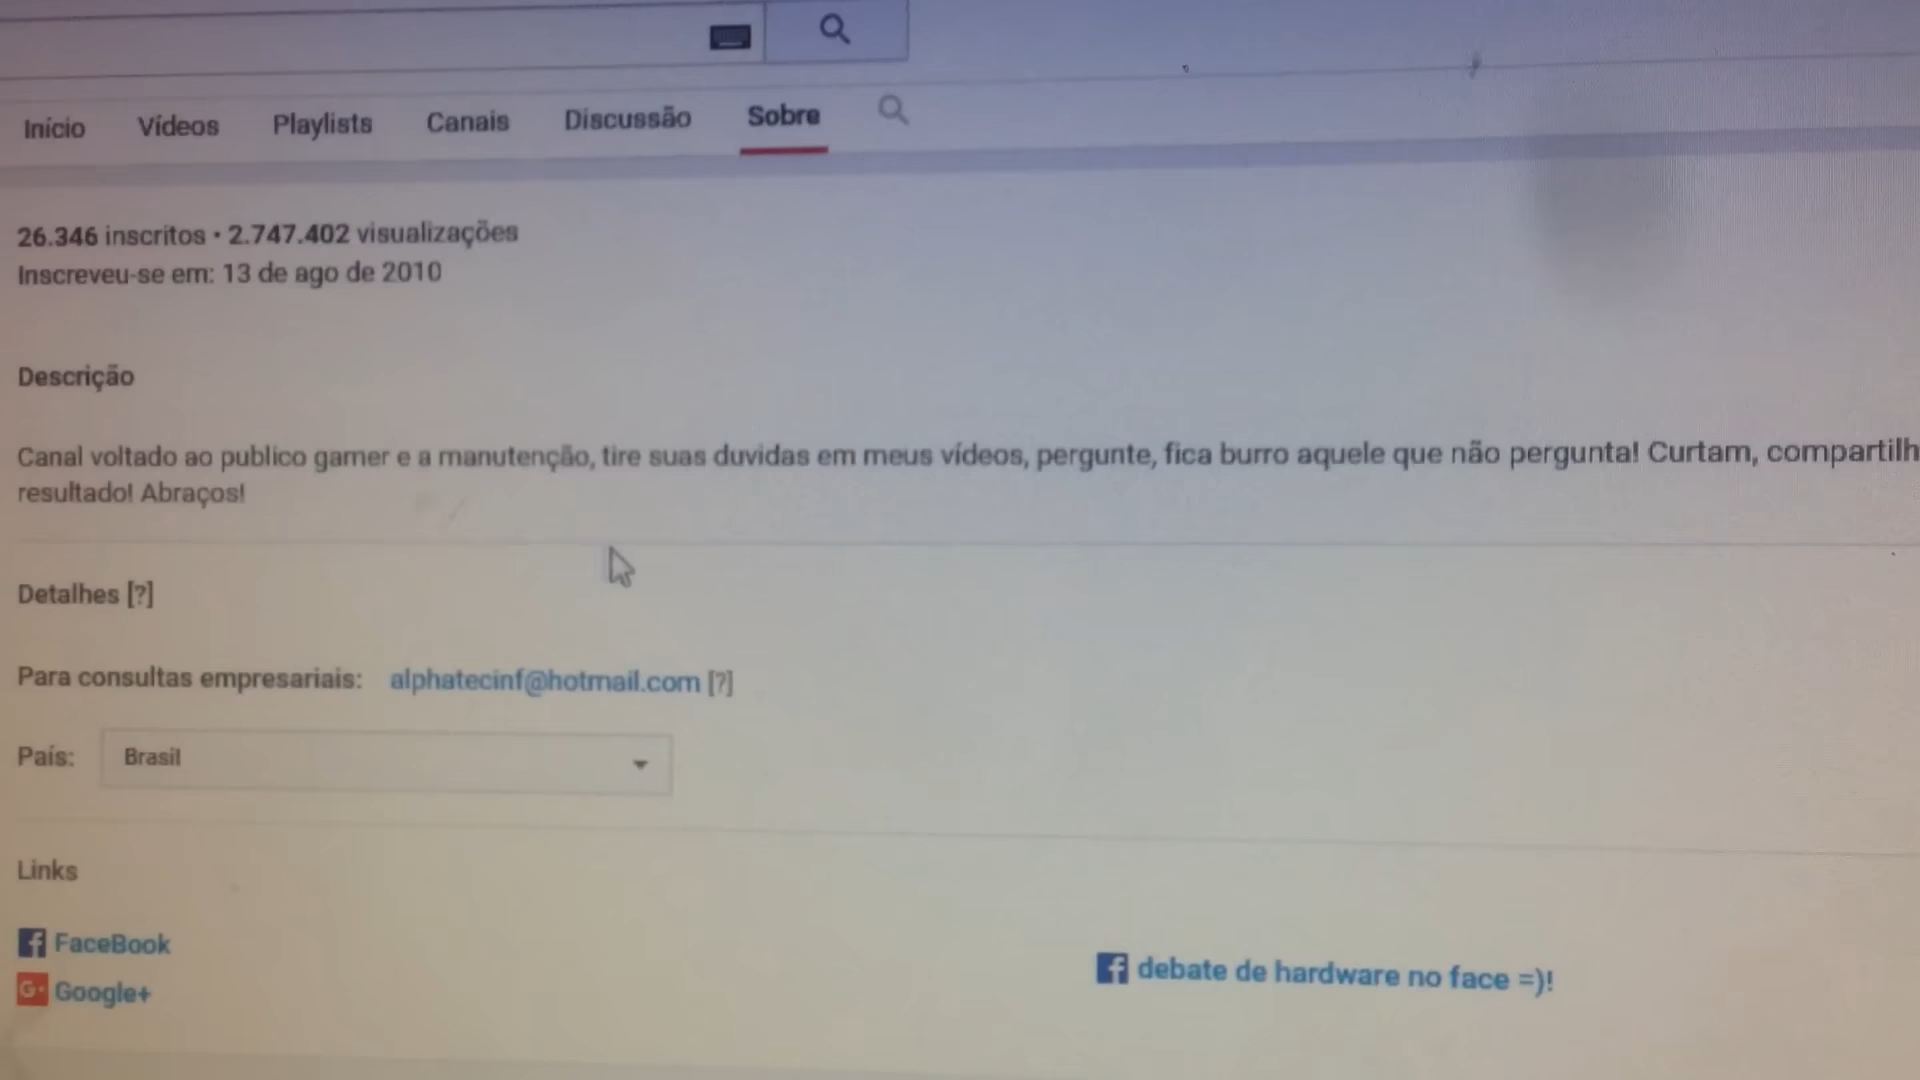 Início Vídeos Playlists Canais Discussão Sobre
26.346 inscritos • 2.747.402 visualizações
Inscreveu-se em: 13 de ago de 2010
Descrição
Canal voltado ao publico gamer e a manutenção, tire suas duvidas em meus vídeos, pergunte, fica burro aquele que não pergunta! Curtam, compartilh
resultado! Abraços!
Detalhes [?]
Para consultas empresariais: alphatecinf@hotmail.com [?]
País: Brasil
Links
FaceBook
debate de hardware no face =)!
Google+